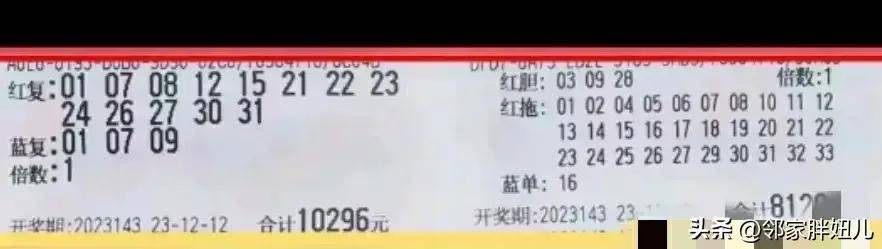 红复:01 07 08 12 15 21 22 23
24 26 27 30 31
蓝复:01 07 09
倍数:1
开奖期:2023143 23-12-12 合计10296元
红胆: 03 09 28 倍数:1
红拖: 01 02 04 05 06 07 08 10 11 12
13 14 15 16 17 18 19 20 21 22
23 24 25 26 27 29 30 31 32 33
蓝单: 16
开奖期:2023143 23-
头条 @邻家胖妞儿